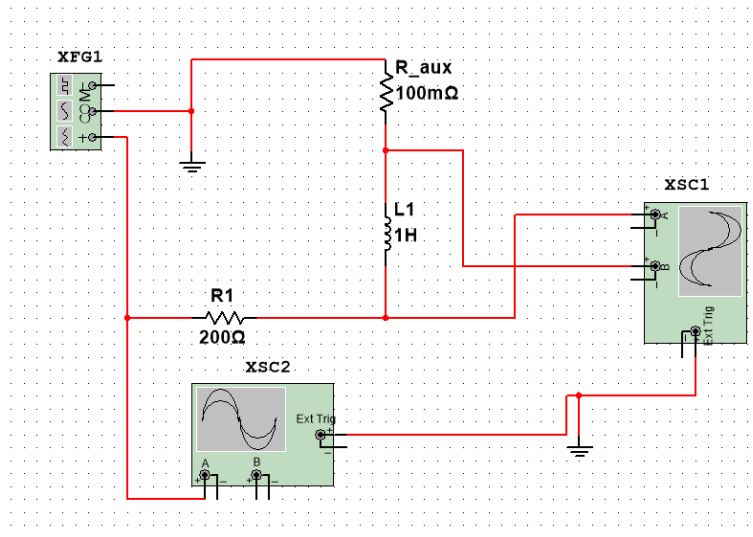 XFG1
COM
+
R_aux
100mΩ
XSC1
L1
1H
+
A
−
+
B
−
R1
200Ω
Ext Trig
+
−
XSC2
Ext Trig
+
−
A
B
+
−
+
−